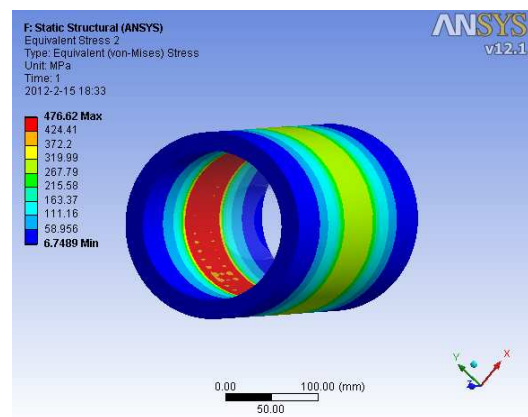 F: Static Structural (ANSYS)
Equivalent Stress 2
Type: Equivalent (von-Mises) Stress
Unit: MPa
Time: 1
2012-2-15 18:33
ANSYS
v12.1
476.62 Max
424.41
372.2
319.99
267.79
215.58
163.37
111.16
58.956
6.7489 Min
0.00
100.00 (mm)
50.00
Y
X
Z